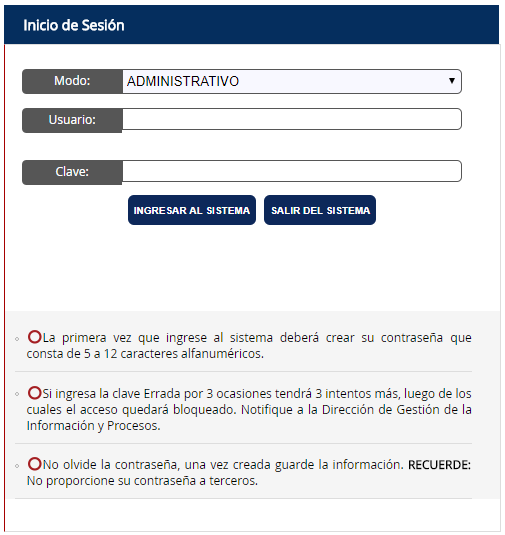 Inicio de Sesión
Modo: ADMINISTRATIVO
Usuario:
Clave:
INGRESAR AL SISTEMA SALIR DEL SISTEMA
La primera vez que ingrese al sistema deberá crear su contraseña que
consta de 5 a 12 caracteres alfanuméricos.
Si ingresa la clave Errada por 3 ocasiones tendrá 3 intentos más, luego de los
cuales el acceso quedará bloqueado. Notifique a la Dirección de Gestión de la
Información y Procesos.
No olvide la contraseña, una vez creada guarde la información. RECUERDE:
No proporcione su contraseña a terceros.